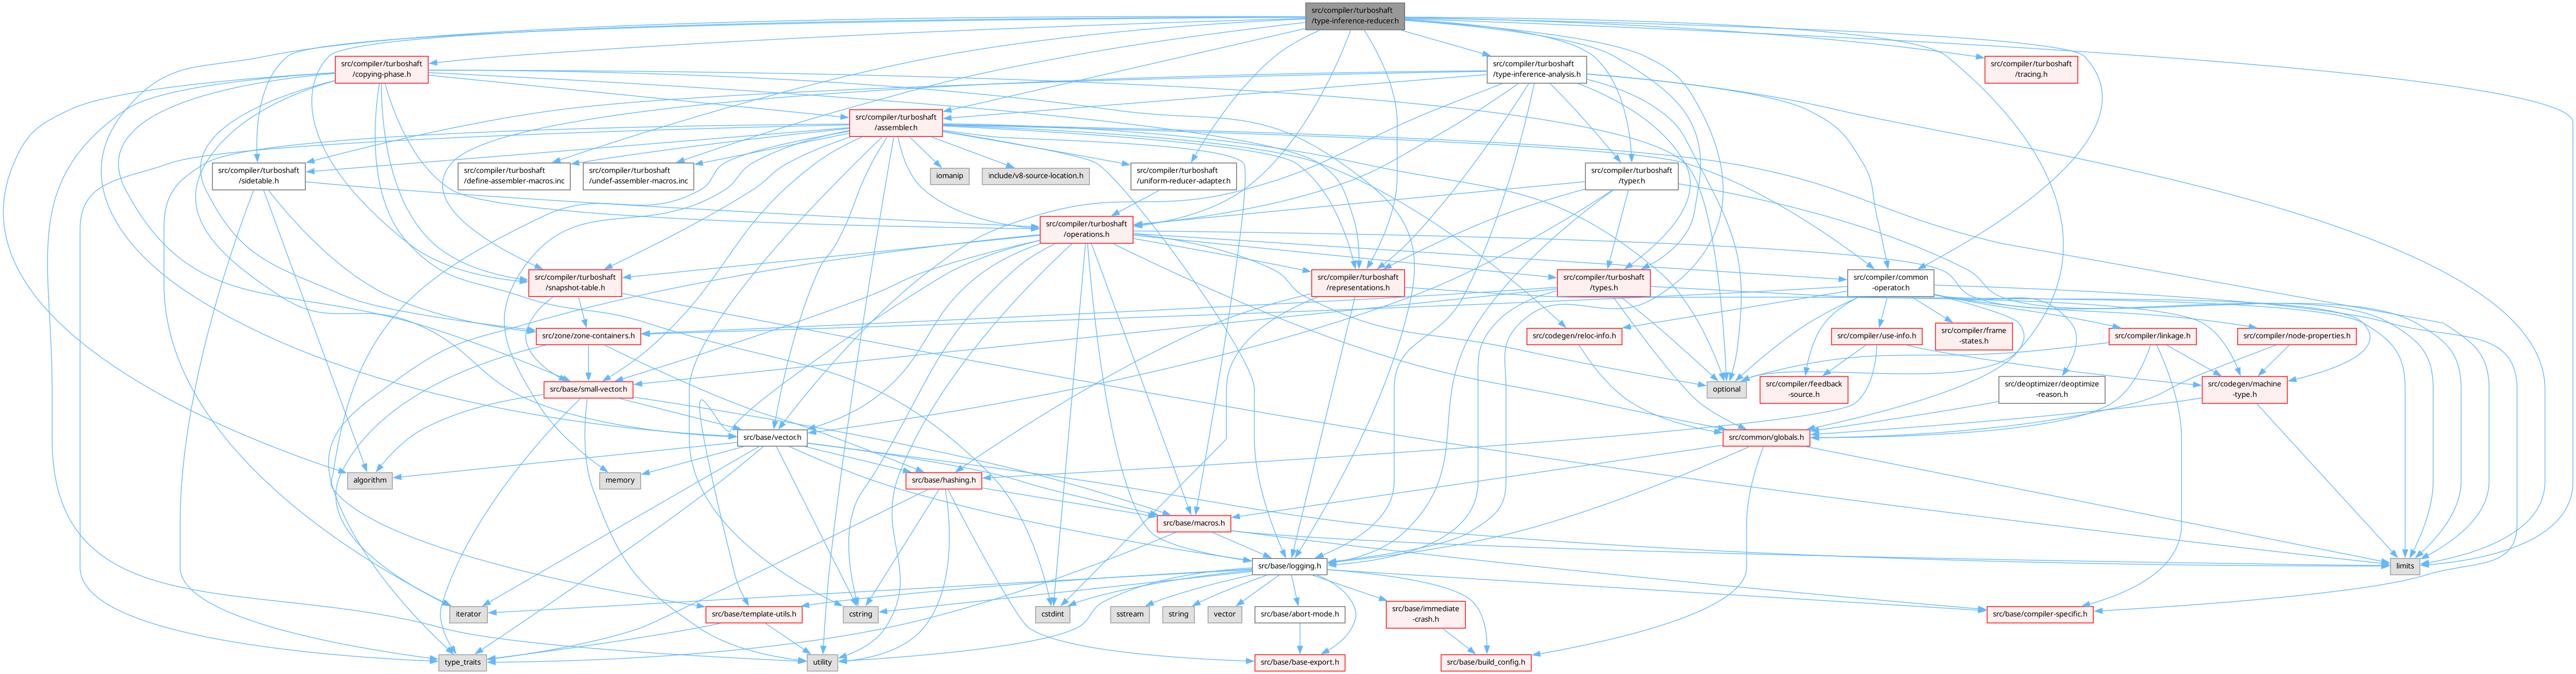 src/compiler/turboshaft
/type-inference-reducer.h
src/compiler/turboshaft
/copying-phase.h
src/compiler/turboshaft
/type-inference-analysis.h
src/compiler/turboshaft
/tracing.h
src/compiler/turboshaft
/assembler.h
src/compiler/turboshaft
/sidetable.h
src/compiler/turboshaft
/define-assembler-macros.inc
src/compiler/turboshaft
/undef-assembler-macros.inc
iomanip
include/v8-source-location.h
src/compiler/turboshaft
/uniform-reducer-adapter.h
src/compiler/turboshaft
/typer.h
src/compiler/turboshaft
/operations.h
src/compiler/turboshaft
/snapshot-table.h
src/compiler/turboshaft
/representations.h
src/compiler/turboshaft
/types.h
src/compiler/common
-operator.h
src/zone/zone-containers.h
src/codegen/reloc-info.h
src/compiler/use-info.h
src/compiler/frame
-states.h
src/compiler/linkage.h
src/compiler/node-properties.h
src/base/small-vector.h
optional
src/compiler/feedback
-source.h
src/deoptimizer/deoptimize
-reason.h
src/codegen/machine
-type.h
src/base/vector.h
src/common/globals.h
algorithm
memory
src/base/hashing.h
src/base/macros.h
src/base/logging.h
limits
iterator
src/base/template-utils.h
cstring
cstdint
sstream
string
vector
src/base/abort-mode.h
src/base/immediate
-crash.h
src/base/compiler-specific.h
type_traits
utility
src/base/base-export.h
src/base/build_config.h